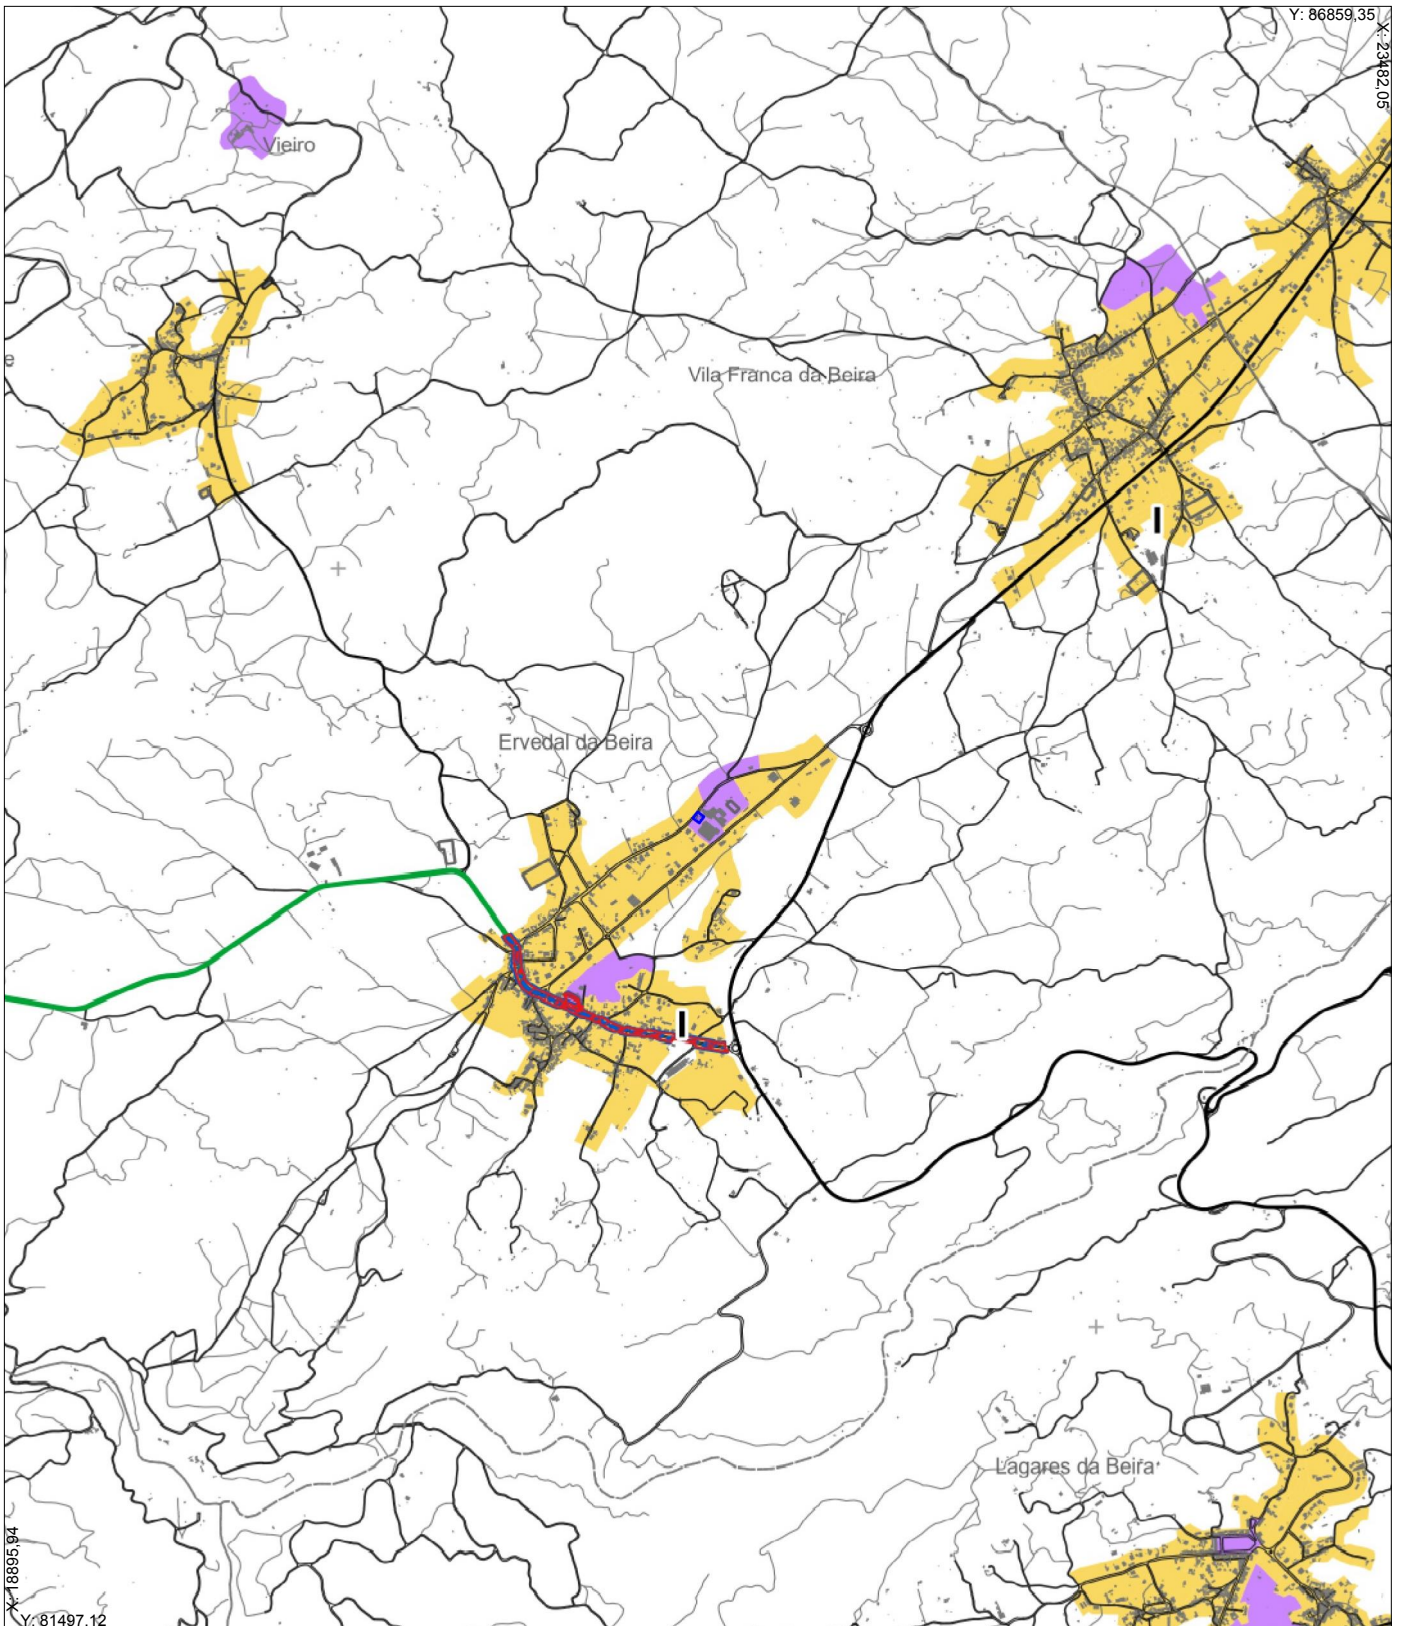 Y: 86859,35
X: 23482,05
Vieiro
e
Vila Franca da Beira
I
Ervedal da Beira
I
Lagares da Beira
X: 18895,94
Y: 81497,12